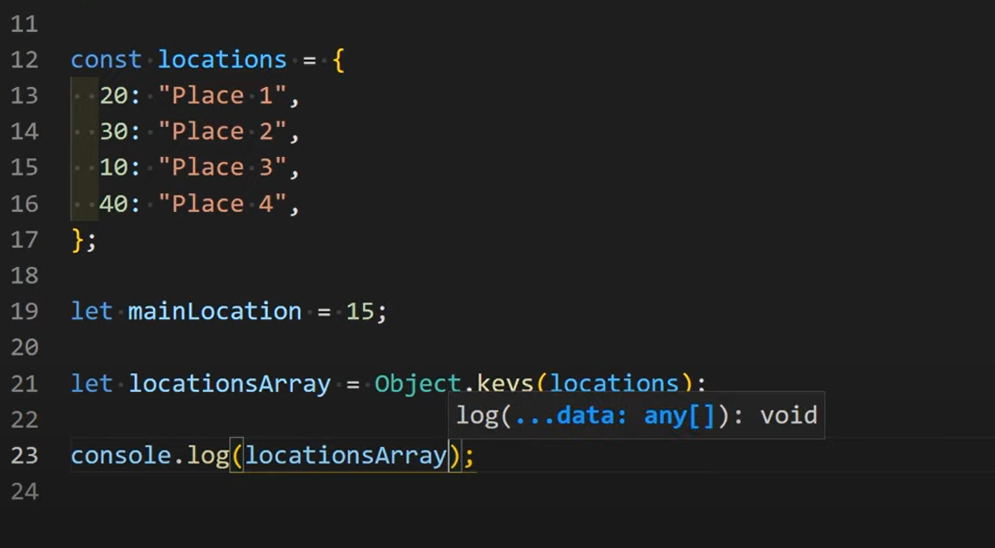 11
12 const locations = {
13 20: "Place 1",
14 30: "Place 2",
15 10: "Place 3",
16 40: "Place 4",
17 };
18
19 let mainLocation = 15;
20
21 let locationsArray = Object.keys(locations);
log(...data: any[]): void
22
23 console.log(locationsArray);
24